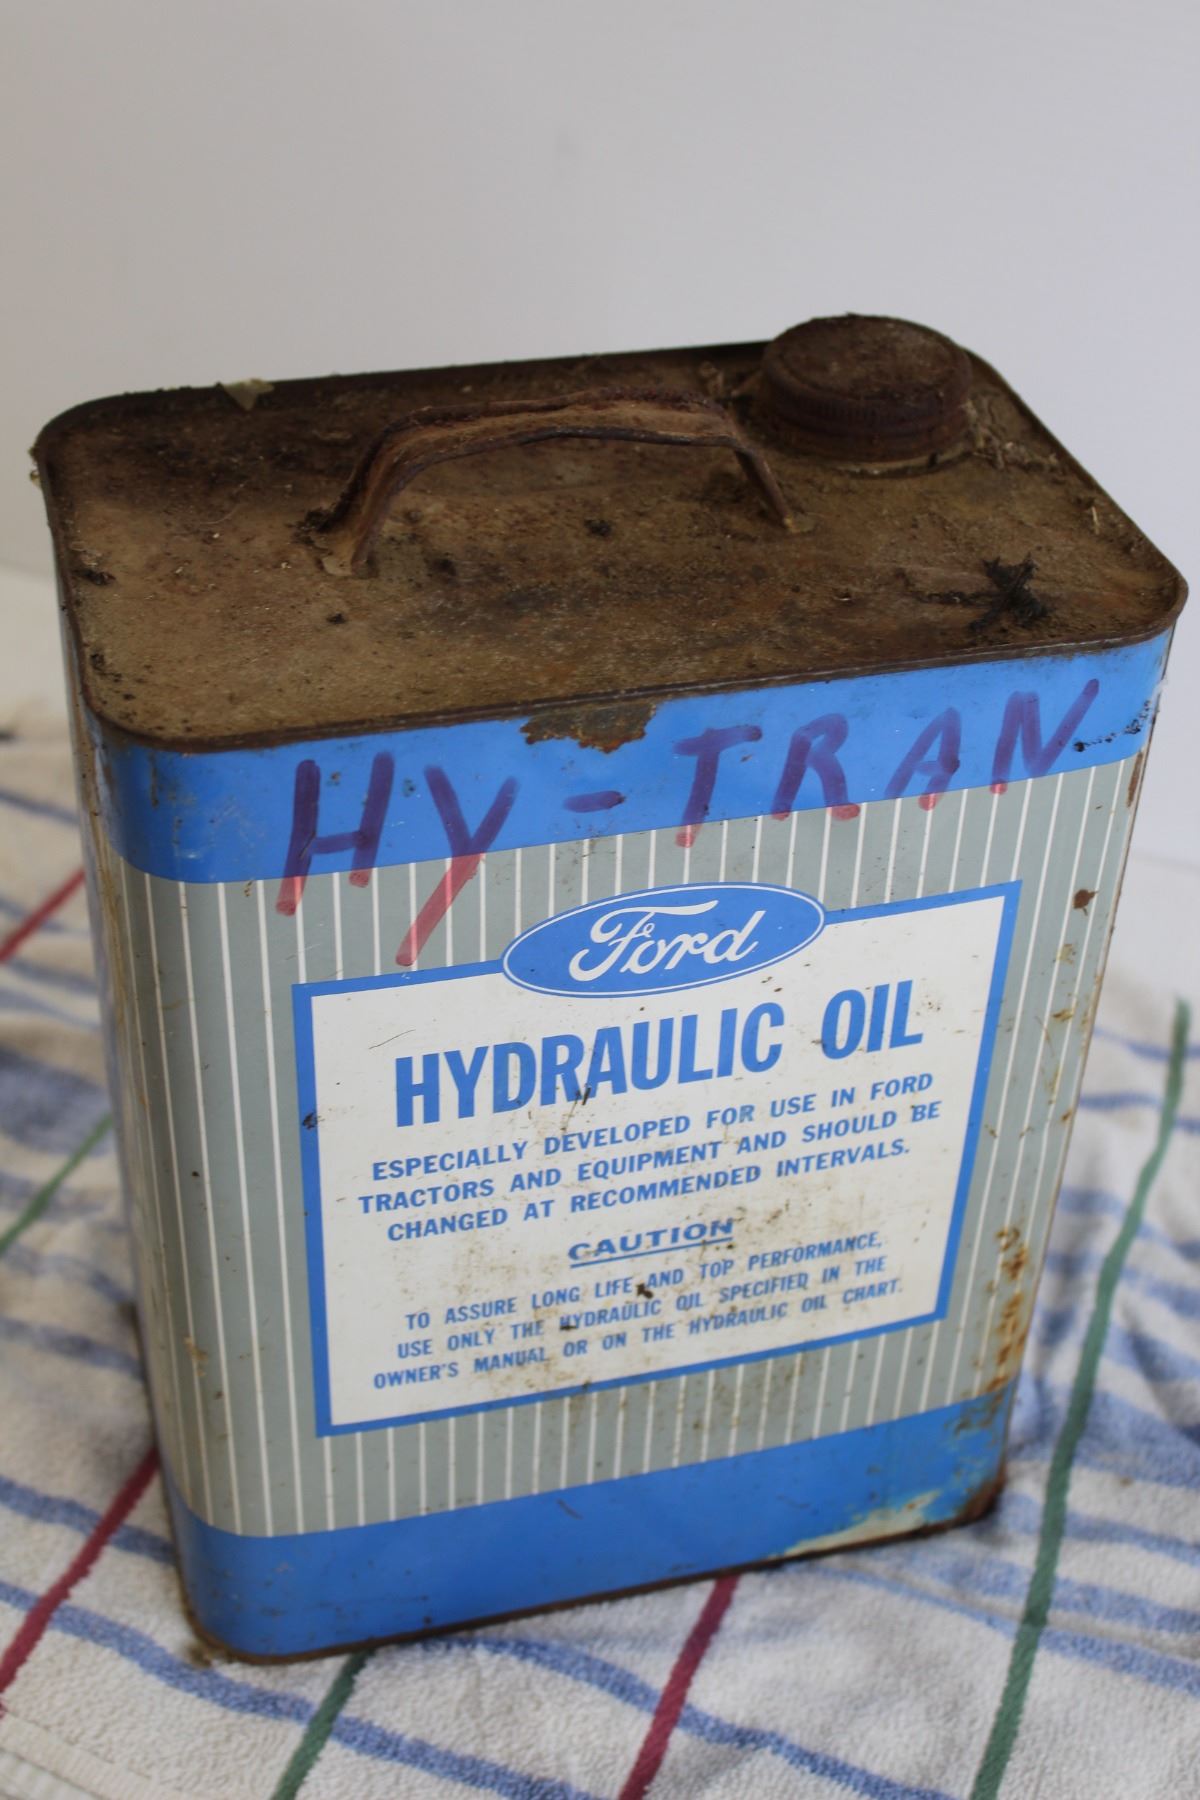 HY-TRAN
Ford
HYDRAULIC OIL
ESPECIALLY DEVELOPED FOR USE IN FORD
TRACTORS AND EQUIPMENT AND SHOULD BE
CHANGED AT RECOMMENDED INTERVALS.
CAUTION
TO ASSURE LONG LIFE AND TOP PERFORMANCE,
USE ONLY THE HYDRAULIC OIL SPECIFIED IN THE
OWNER'S MANUAL OR ON THE HYDRAULIC OIL CHART.